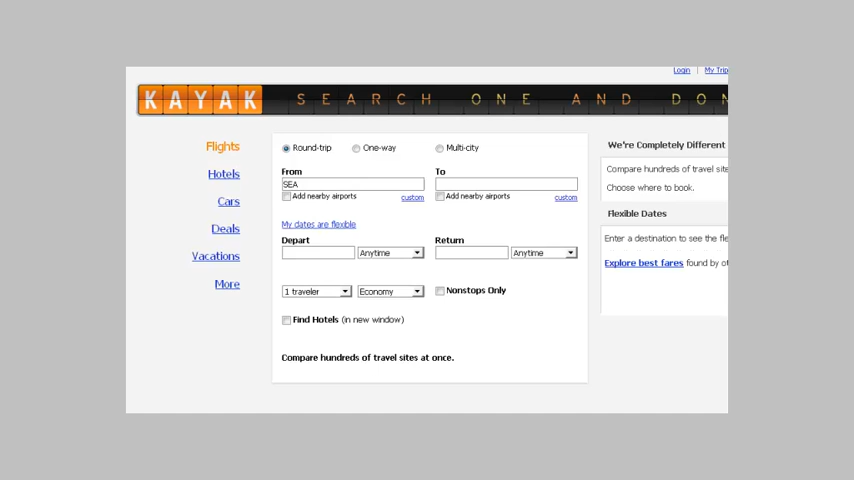 Login | My Trip
KAYAK SEARCH ONE AND DON
Flights
Hotels
Cars
Deals
Vacations
More
Round-trip One-way Multi-city
From To
SEA
Add nearby airports custom Add nearby airports custom
My dates are flexible
Depart Return
Anytime Anytime
1 traveler Economy Nonstops Only
Find Hotels (in new window)
Compare hundreds of travel sites at once.
We're Completely Different
Compare hundreds of travel site
Choose where to book.
Flexible Dates
Enter a destination to see the fle
Explore best fares found by ot